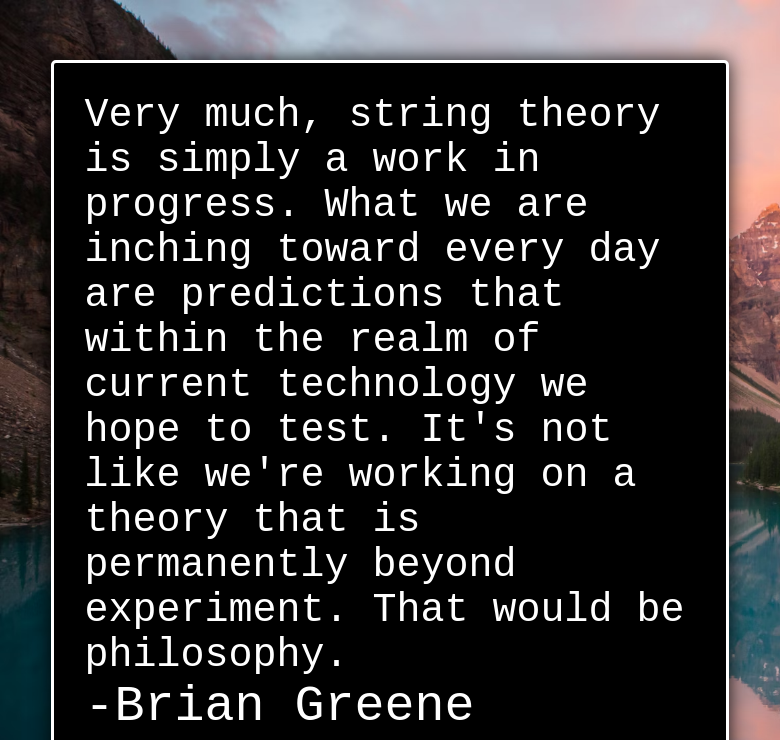 Very much, string theory
is simply a work in
progress. What we are
inching toward every day
are predictions that
within the realm of
current technology we
hope to test. It's not
like we're working on a
theory that is
permanently beyond
experiment. That would be
philosophy.
-Brian Greene